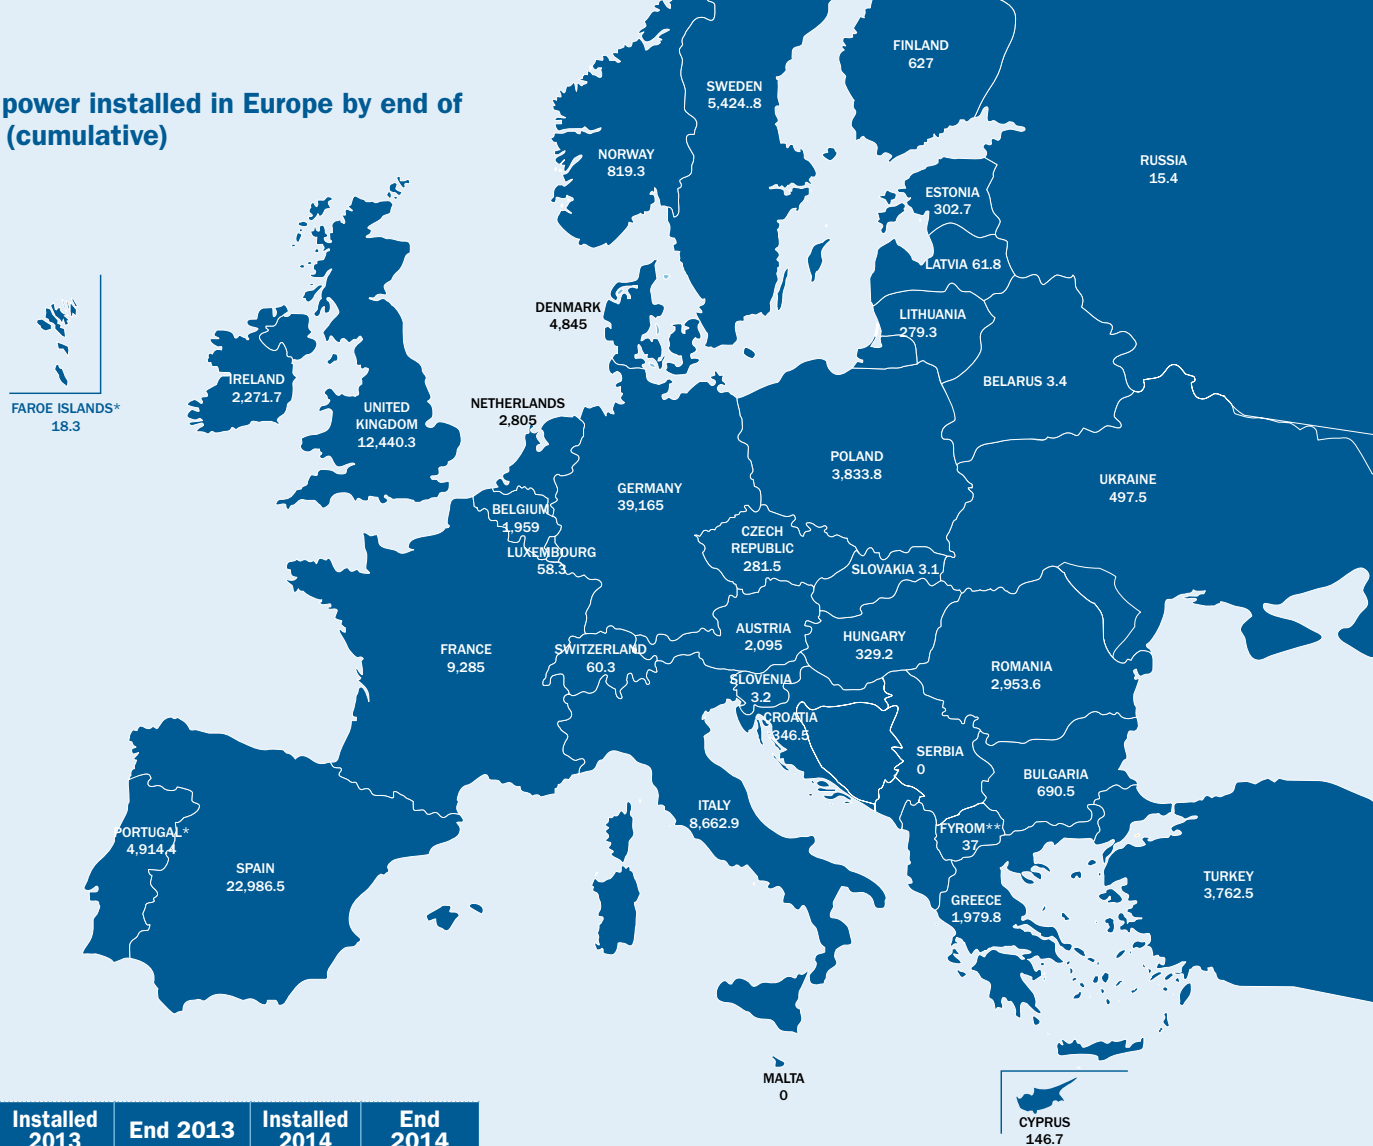 power installed in Europe by end of
(cumulative)
FINLAND
627
SWEDEN
5,424..8
NORWAY
819.3
RUSSIA
15.4
ESTONIA
302.7
LATVIA 61.8
DENMARK
4,845
LITHUANIA
279.3
IRELAND
2,271.7
BELARUS 3.4
FAROE ISLANDS*
18.3
NETHERLANDS
2,805
UNITED
KINGDOM
12,440.3
POLAND
3,833.8
UKRAINE
497.5
GERMANY
39,165
BELGIUM
1,959
CZECH
REPUBLIC
281.5
LUXEMBOURG
58.3
SLOVAKIA 3.1
AUSTRIA
2,095
HUNGARY
329.2
FRANCE
9,285
SWITZERLAND
60.3
ROMANIA
2,953.6
SLOVENIA
3.2
CROATIA
346.5
SERBIA
0
BULGARIA
690.5
ITALY
8,662.9
FYROM**
37
PORTUGAL*
4,914.4
SPAIN
22,986.5
TURKEY
3,762.5
GREECE
1,979.8
MALTA
0
CYPRUS
146.7
Installed
2013
End 2013
Installed
2014
End
2014